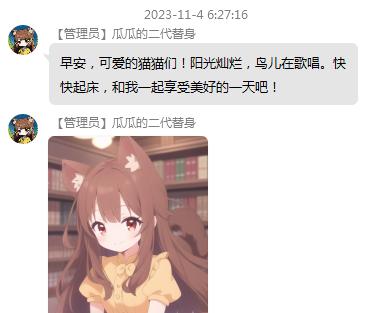 2023-11-4 6:27:16
【管理员】瓜瓜的二代替身
早安，可爱的猫猫们！阳光灿烂，鸟儿在歌唱。快
快起床，和我一起享受美好的一天吧！
【管理员】瓜瓜的二代替身